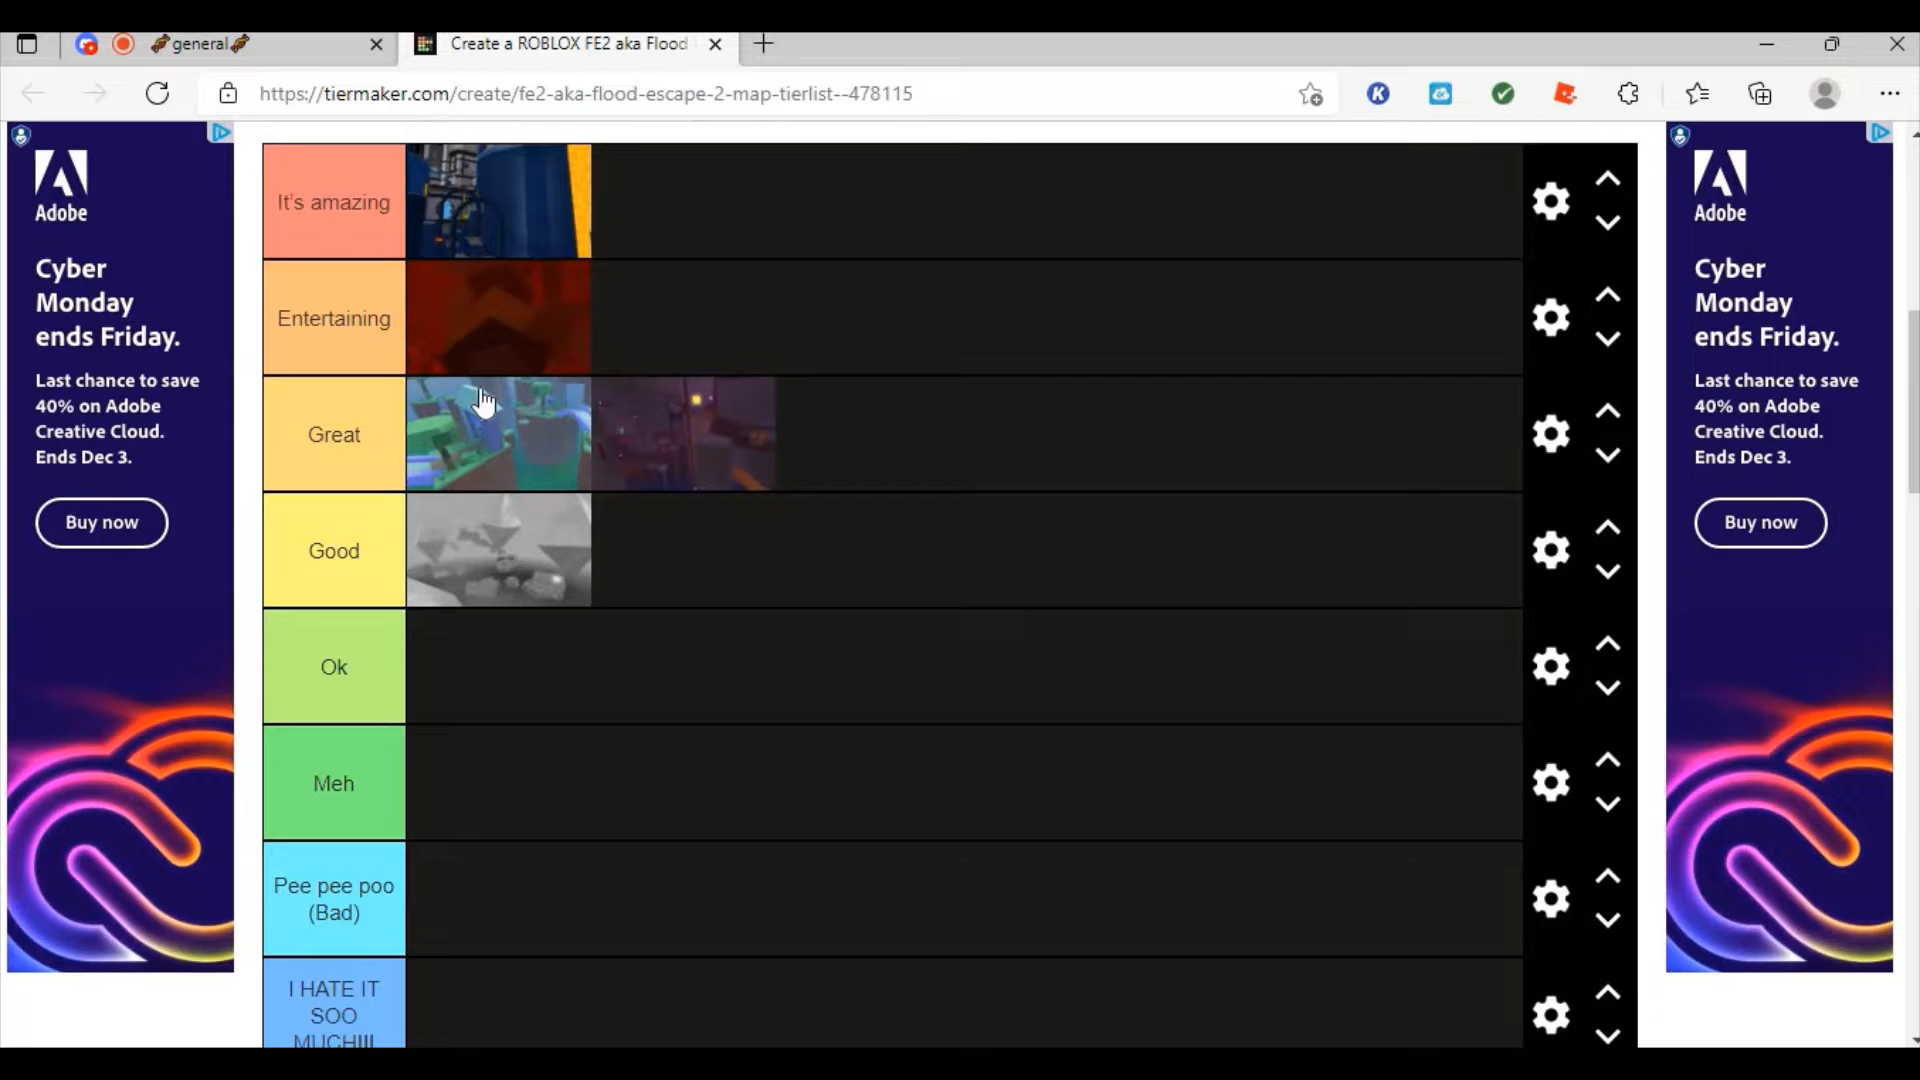 general
Create a ROBLOX FE2 aka Flood
https://tiermaker.com/create/fe2-aka-flood-escape-2-map-tierlist--478115
K
Adobe
Cyber
Monday
ends Friday.
Last chance to save
40% on Adobe
Creative Cloud.
Ends Dec 3.
Buy now
It's amazing
Entertaining
Great
Good
Ok
Meh
Pee pee poo
(Bad)
I HATE IT
SOO
MUCH!!!
Adobe
Cyber
Monday
ends Friday.
Last chance to save
40% on Adobe
Creative Cloud.
Ends Dec 3.
Buy now